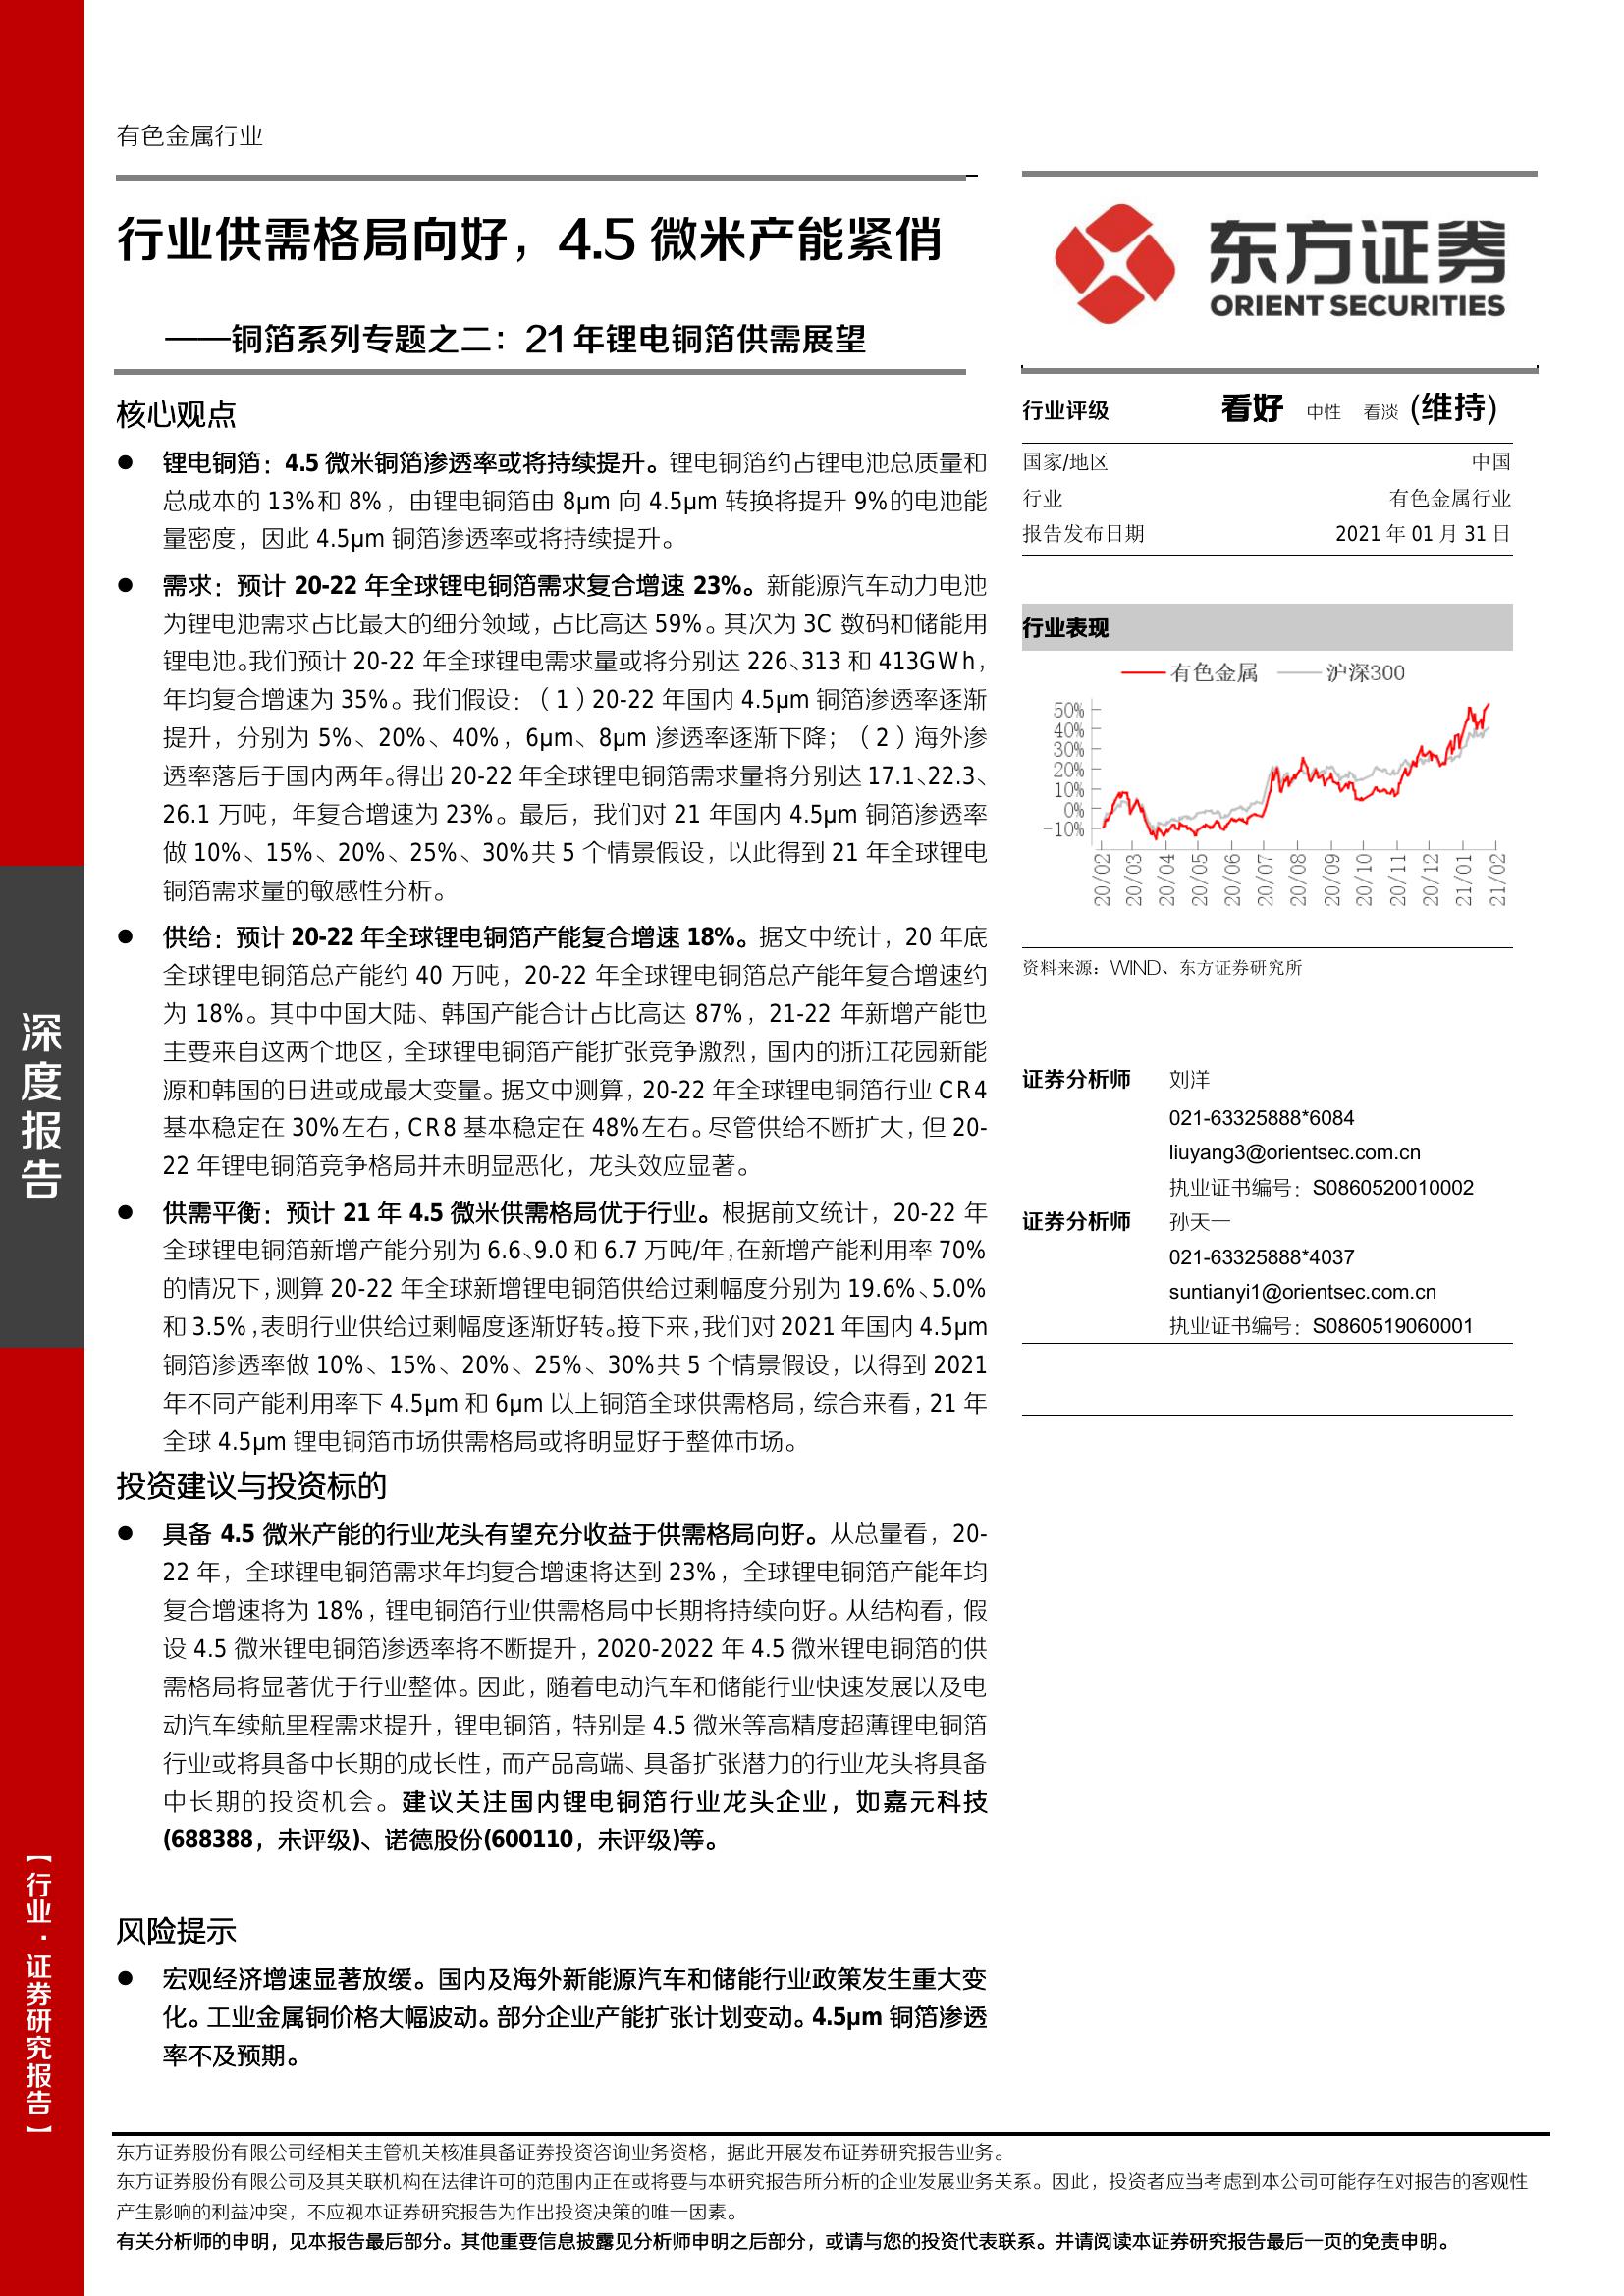 有色金属行业
行业供需格局向好，4.5 微米产能紧俏
——铜箔系列专题之二：21 年锂电铜箔供需展望
核心观点
● 锂电铜箔：4.5 微米铜箔渗透率或将持续提升。锂电铜箔约占锂电池总质量和
总成本的 13%和 8%，由锂电铜箔由 8μm 向 4.5μm 转换将提升 9%的电池能
量密度，因此 4.5μm 铜箔渗透率或将持续提升。
● 需求：预计 20-22 年全球锂电铜箔需求复合增速 23%。新能源汽车动力电池
为锂电池需求占比最大的细分领域，占比高达 59%。其次为 3C 数码和储能用
锂电池。我们预计 20-22 年全球锂电需求量或将分别达 226、313 和 413GWh，
年均复合增速为 35%。我们假设：（1）20-22 年国内 4.5μm 铜箔渗透率逐渐
提升，分别为 5%、20%、40%，6μm、8μm 渗透率逐渐下降；（2）海外渗
透率落后于国内两年。得出 20-22 年全球锂电铜箔需求量将分别达 17.1、22.3、
26.1 万吨，年复合增速为 23%。最后，我们对 21 年国内 4.5μm 铜箔渗透率
做 10%、15%、20%、25%、30%共 5 个情景假设，以此得到 21 年全球锂电
铜箔需求量的敏感性分析。
● 供给：预计 20-22 年全球锂电铜箔产能复合增速 18%。据文中统计，20 年底
全球锂电铜箔总产能约 40 万吨，20-22 年全球锂电铜箔总产能年复合增速约
为 18%。其中中国大陆、韩国产能合计占比高达 87%，21-22 年新增产能也
主要来自这两个地区，全球锂电铜箔产能扩张竞争激烈，国内的浙江花园新能
源和韩国的日进或成最大变量。据文中测算，20-22 年全球锂电铜箔行业 CR4
基本稳定在 30%左右，CR8 基本稳定在 48%左右。尽管供给不断扩大，但 20-
22 年锂电铜箔竞争格局并未明显恶化，龙头效应显著。
● 供需平衡：预计 21 年 4.5 微米供需格局优于行业。根据前文统计，20-22 年
全球锂电铜箔新增产能分别为 6.6、9.0 和 6.7 万吨/年，在新增产能利用率 70%
的情况下，测算 20-22 年全球新增锂电铜箔供给过剩幅度分别为 19.6%、5.0%
和 3.5%，表明行业供给过剩幅度逐渐好转。接下来，我们对 2021 年国内 4.5μm
铜箔渗透率做 10%、15%、20%、25%、30%共 5 个情景假设，以得到 2021
年不同产能利用率下 4.5μm 和 6μm 以上铜箔全球供需格局，综合来看，21 年
全球 4.5μm 锂电铜箔市场供需格局或将明显好于整体市场。
投资建议与投资标的
● 具备 4.5 微米产能的行业龙头有望充分收益于供需格局向好。从总量看，20-
22 年，全球锂电铜箔需求年均复合增速将达到 23%，全球锂电铜箔产能年均
复合增速将为 18%，锂电铜箔行业供需格局中长期将持续向好。从结构看，假
设 4.5 微米锂电铜箔渗透率将不断提升，2020-2022 年 4.5 微米锂电铜箔的供
需格局将显著优于行业整体。因此，随着电动汽车和储能行业快速发展以及电
动汽车续航里程需求提升，锂电铜箔，特别是 4.5 微米等高精度超薄锂电铜箔
行业或将具备中长期的成长性，而产品高端、具备扩张潜力的行业龙头将具备
中长期的投资机会。建议关注国内锂电铜箔行业龙头企业，如嘉元科技
(688388，未评级)、诺德股份(600110，未评级)等。
风险提示
● 宏观经济增速显著放缓。国内及海外新能源汽车和储能行业政策发生重大变
化。工业金属铜价格大幅波动。部分企业产能扩张计划变动。4.5μm 铜箔渗透
率不及预期。
东方证券
ORIENT SECURITIES
行业评级 看好 中性 看淡 (维持)
国家/地区 中国
行业 有色金属行业
报告发布日期 2021 年 01 月 31 日
行业表现
有色金属 沪深300
50%
40%
30%
20%
10%
0%
-10%
20/02 20/03 20/04 20/05 20/06 20/07 20/08 20/09 20/10 20/11 20/12 21/01 21/02
资料来源：WIND、东方证券研究所
证券分析师 刘洋
021-63325888*6084
liuyang3@orientsec.com.cn
执业证书编号：S0860520010002
证券分析师 孙天一
021-63325888*4037
suntianyi1@orientsec.com.cn
执业证书编号：S0860519060001
深度报告
【行业·证券研究报告】
东方证券股份有限公司经相关主管机关核准具备证券投资咨询业务资格，据此开展发布证券研究报告业务。
东方证券股份有限公司及其关联机构在法律许可的范围内正在或将要与本研究报告所分析的企业发展业务关系。因此，投资者应当考虑到本公司可能存在对报告的客观性
产生影响的利益冲突，不应视本证券研究报告为作出投资决策的唯一因素。
有关分析师的申明，见本报告最后部分。其他重要信息披露见分析师申明之后部分，或请与您的投资代表联系。并请阅读本证券研究报告最后一页的免责申明。